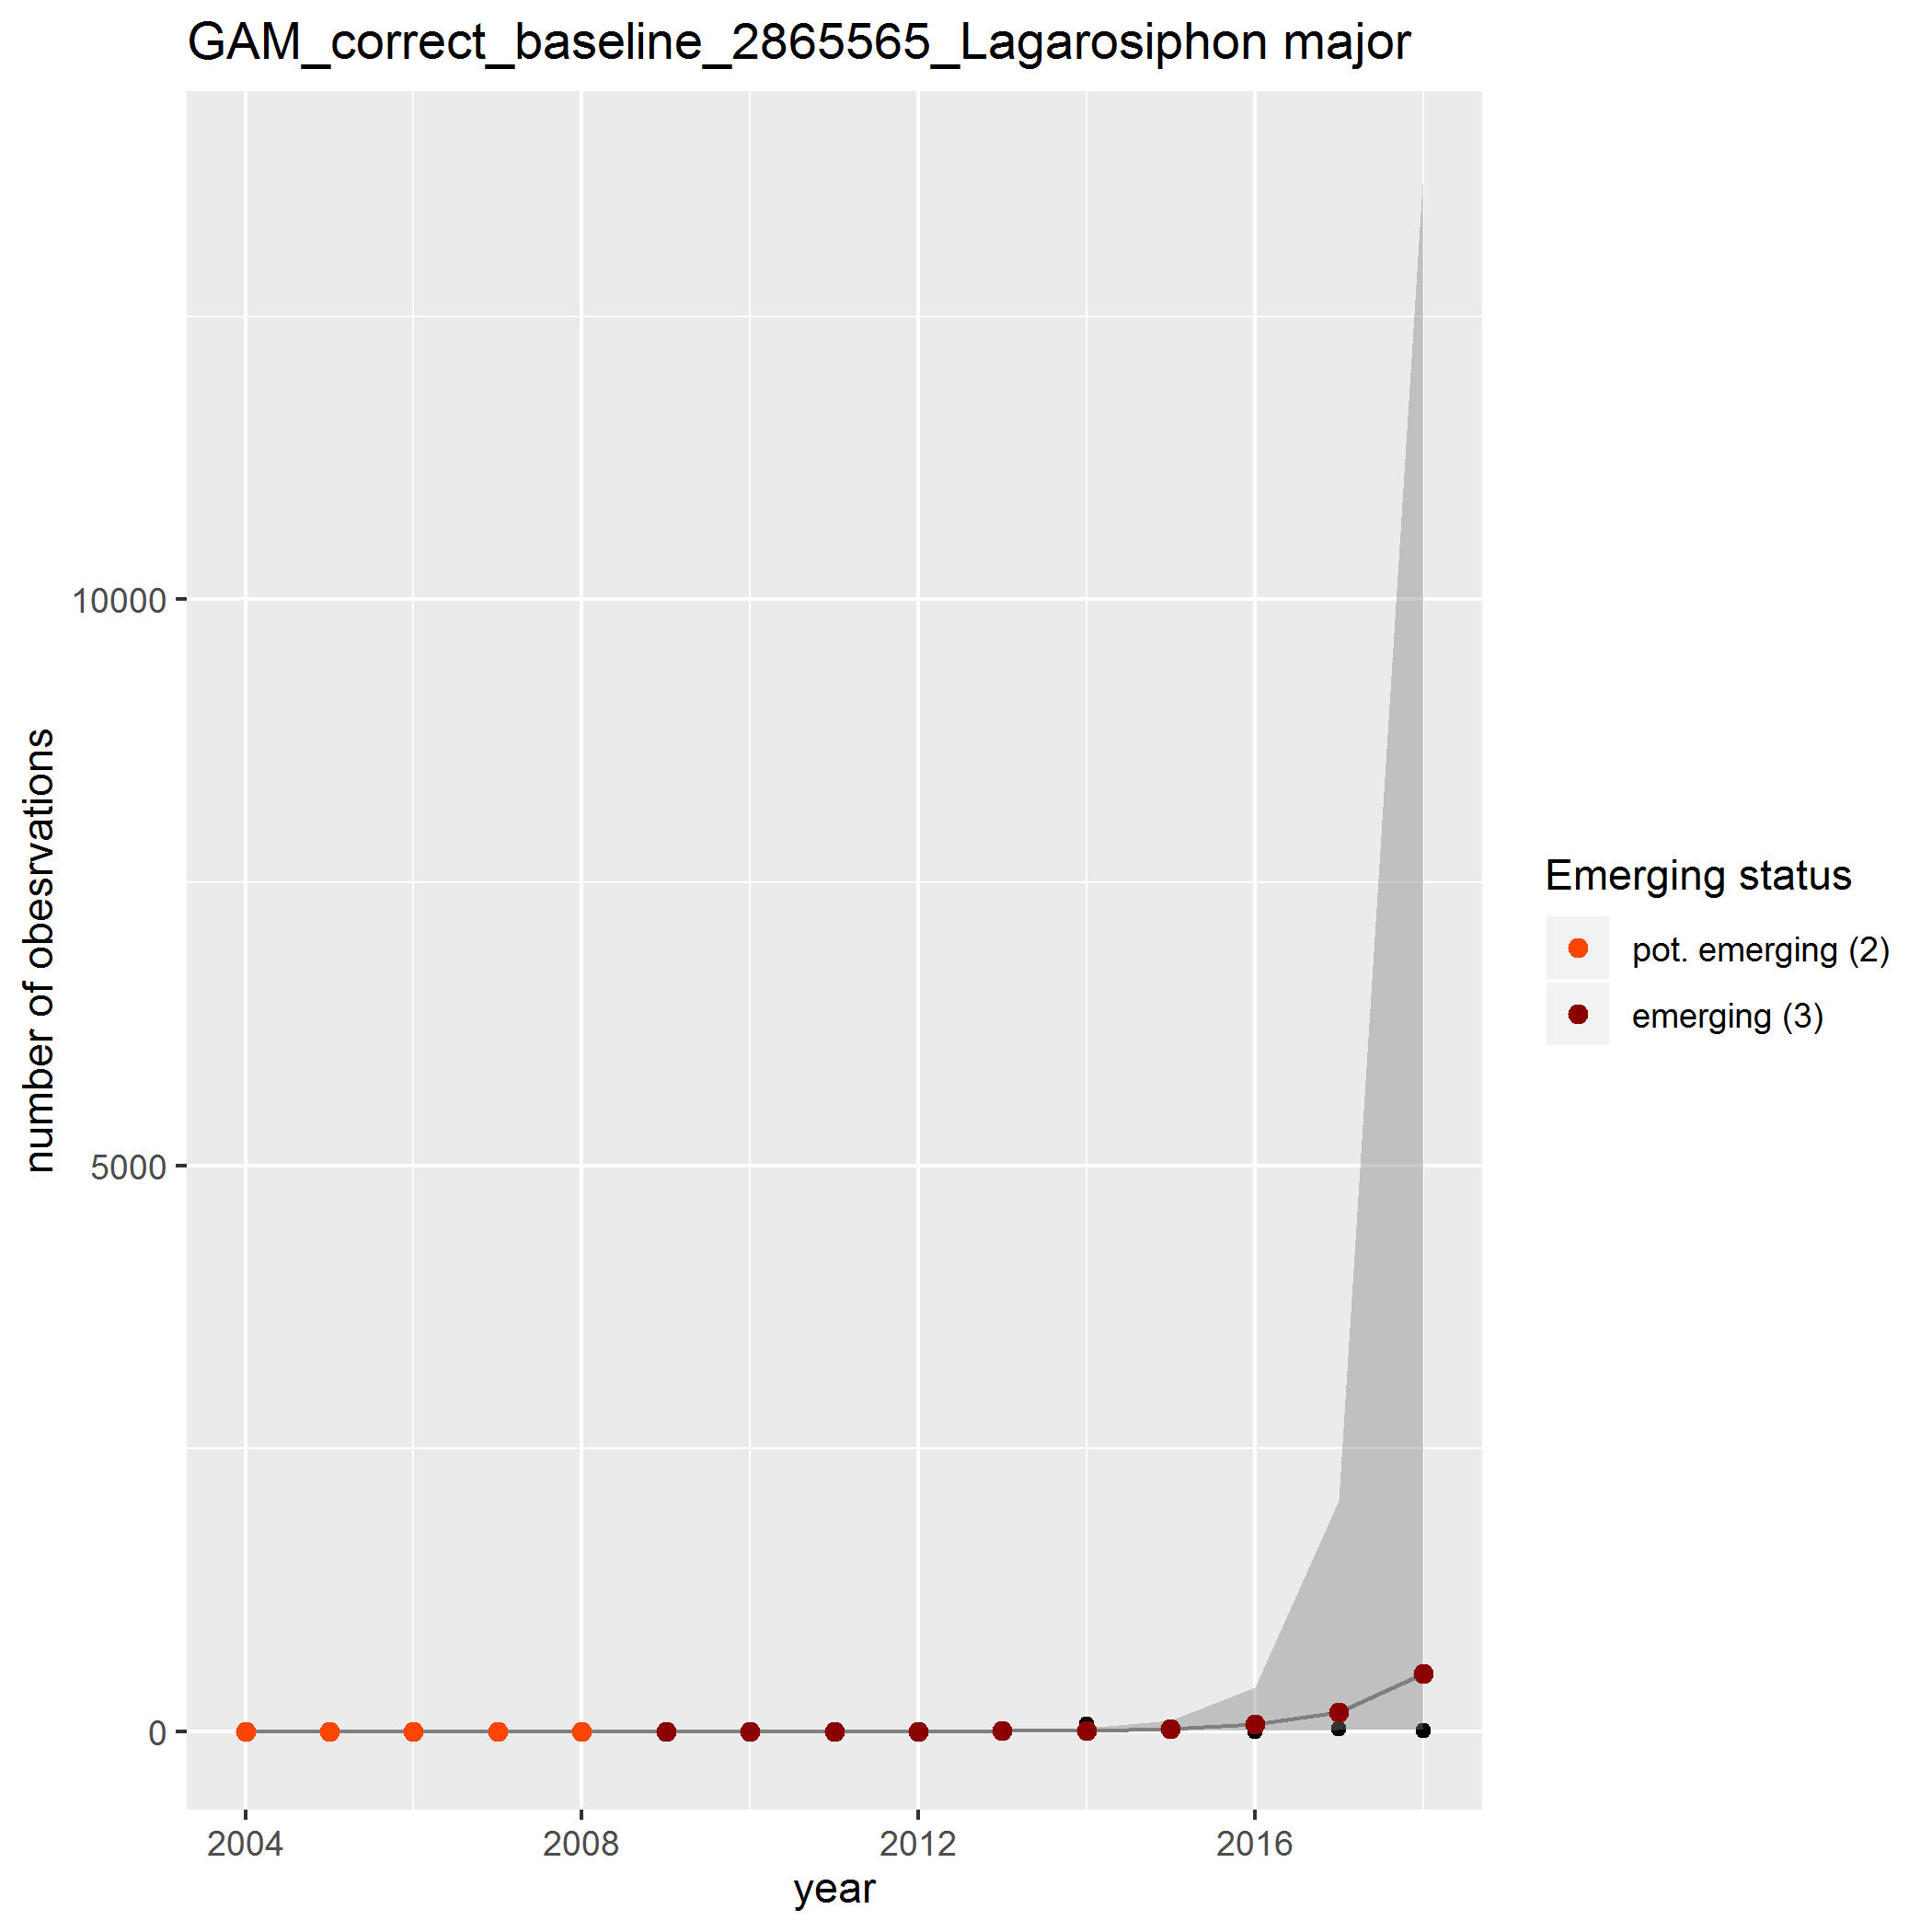 GAM_correct_baseline_2865565_Lagarosiphon major
number of obesrvations
10000
5000
0
2004
2008
2012
2016
year
Emerging status
pot. emerging (2)
emerging (3)